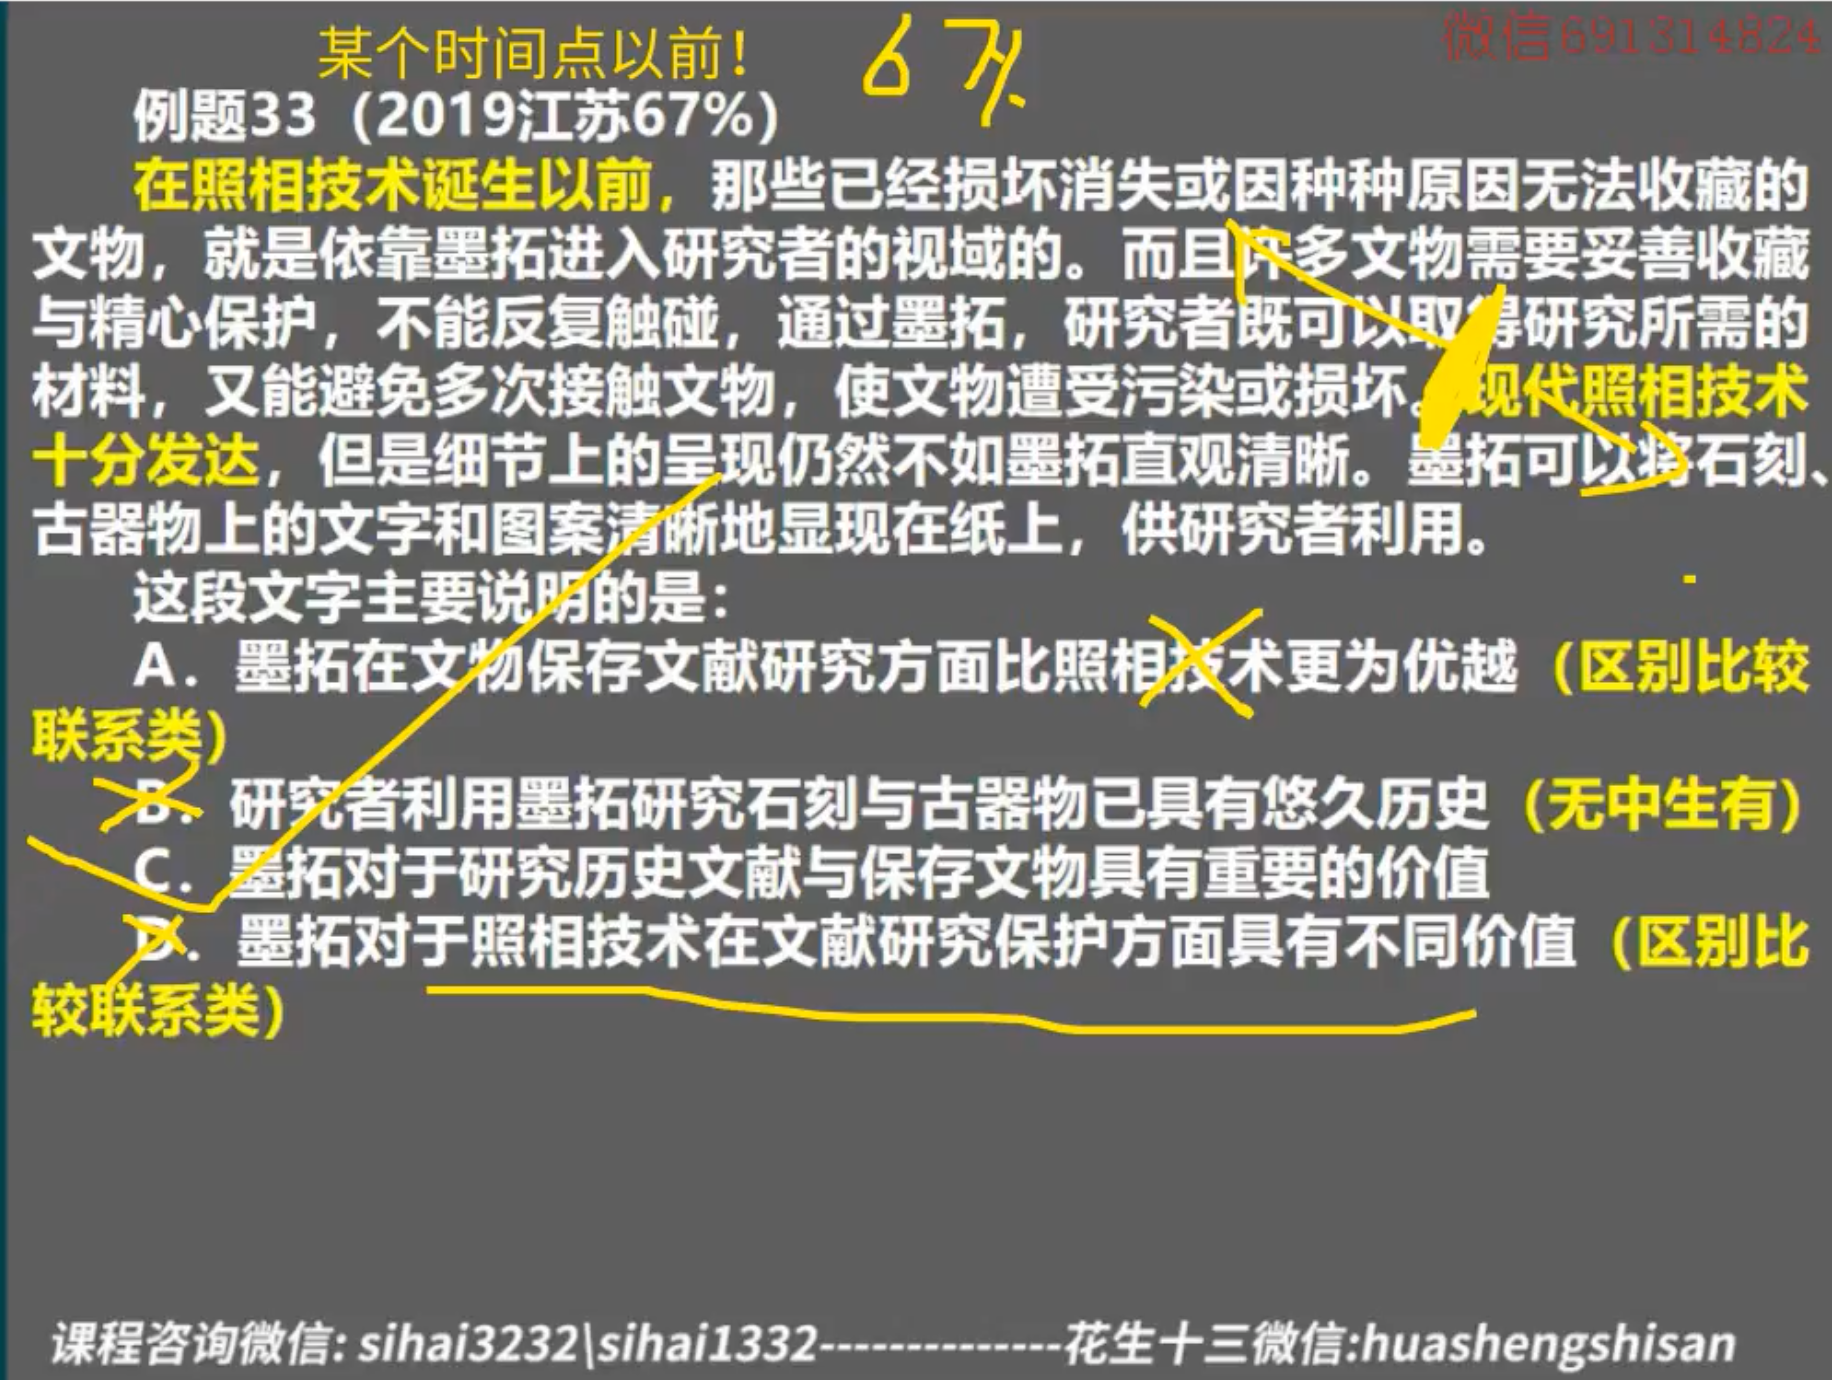 微信691314824
某个时间点以前！ 67%
例题33（2019江苏67%）
在照相技术诞生以前，那些已经损坏消失或因种种原因无法收藏的
文物，就是依靠墨拓进入研究者的视域的。而且许多文物需要妥善收藏
与精心保护，不能反复触碰，通过墨拓，研究者既可以取得研究所需的
材料，又能避免多次接触文物，使文物遭受污染或损坏。现代照相技术
十分发达，但是细节上的呈现仍然不如墨拓直观清晰。墨拓可以将石刻、
古器物上的文字和图案清晰地显现在纸上，供研究者利用。
这段文字主要说明的是：
A．墨拓在文物保存文献研究方面比照相技术更为优越（区别比较
联系类）
B．研究者利用墨拓研究石刻与古器物已具有悠久历史（无中生有）
C．墨拓对于研究历史文献与保存文物具有重要的价值
D．墨拓对于照相技术在文献研究保护方面具有不同价值（区别比
较联系类）
课程咨询微信: sihai3232\sihai1332--------------花生十三微信:huashengshisan